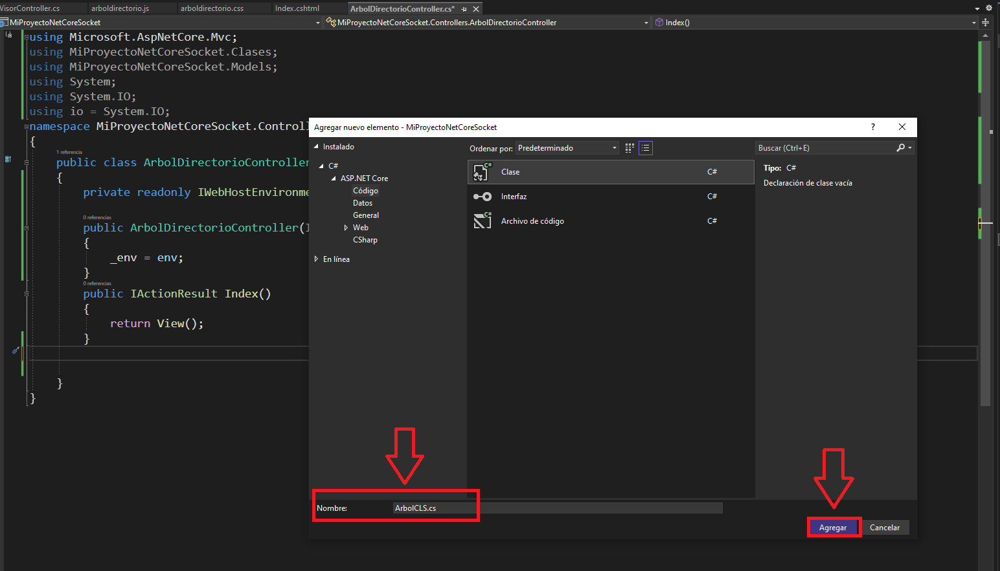 VisorController.cs
arboldirectorio.js
arboldirectorio.css
Index.cshtml
ArbolDirectorioController.cs*
MiProyectoNetCoreSocket
MiProyectoNetCoreSocket.Controllers.ArbolDirectorioController
Index()
using Microsoft.AspNetCore.Mvc;
using MiProyectoNetCoreSocket.Clases;
using MiProyectoNetCoreSocket.Models;
using System;
using System.IO;
using io = System.IO;
namespace MiProyectoNetCoreSocket.Controll
{
1 referencia
public class ArbolDirectorioController
{
private readonly IWebHostEnvironme
0 referencias
public ArbolDirectorioController(I
{
_env = env;
}
0 referencias
public IActionResult Index()
{
return View();
}
}
}
Agregar nuevo elemento - MiProyectoNetCoreSocket
?
Instalado
C#
ASP.NET Core
Código
Datos
General
Web
CSharp
En línea
Ordenar por: Predeterminado
C# Clase C#
Interfaz C#
C# Archivo de código C#
Buscar (Ctrl+E)
Tipo: C#
Declaración de clase vacía
Nombre: ArbolCLS.cs
Agregar Cancelar